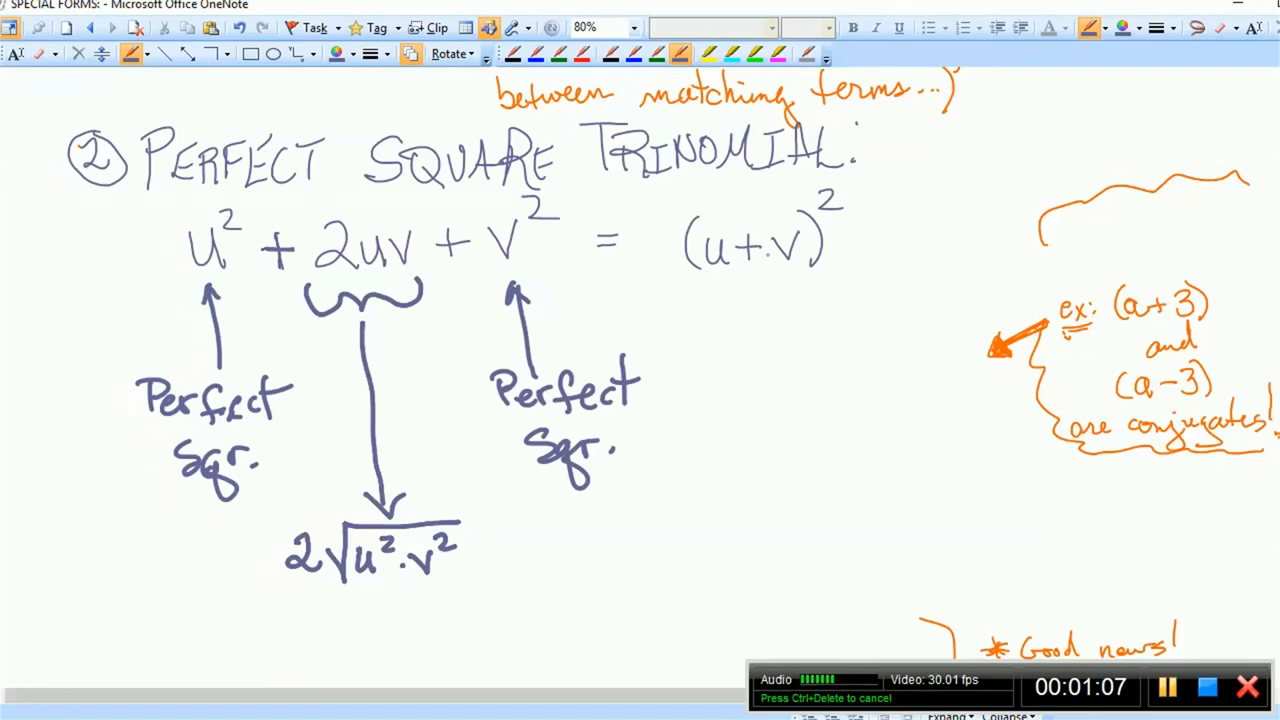 SPECIAL FORMS: - Microsoft Office OneNote
Task Tag Clip 80% B I U A
A Rotate
between matching terms...)
② PERFECT SQUARE TRINOMIAL:
u² + 2uv + v² = (u+v)²
ex: (a+3)
and
(a-3)
are conjugates!
Perfect Perfect
Sqr. Sqr.
2√u²·v²
* Good news!
Audio Video: 30.01 fps 00:01:07
Press Ctrl+Delete to cancel
Expand Collapse